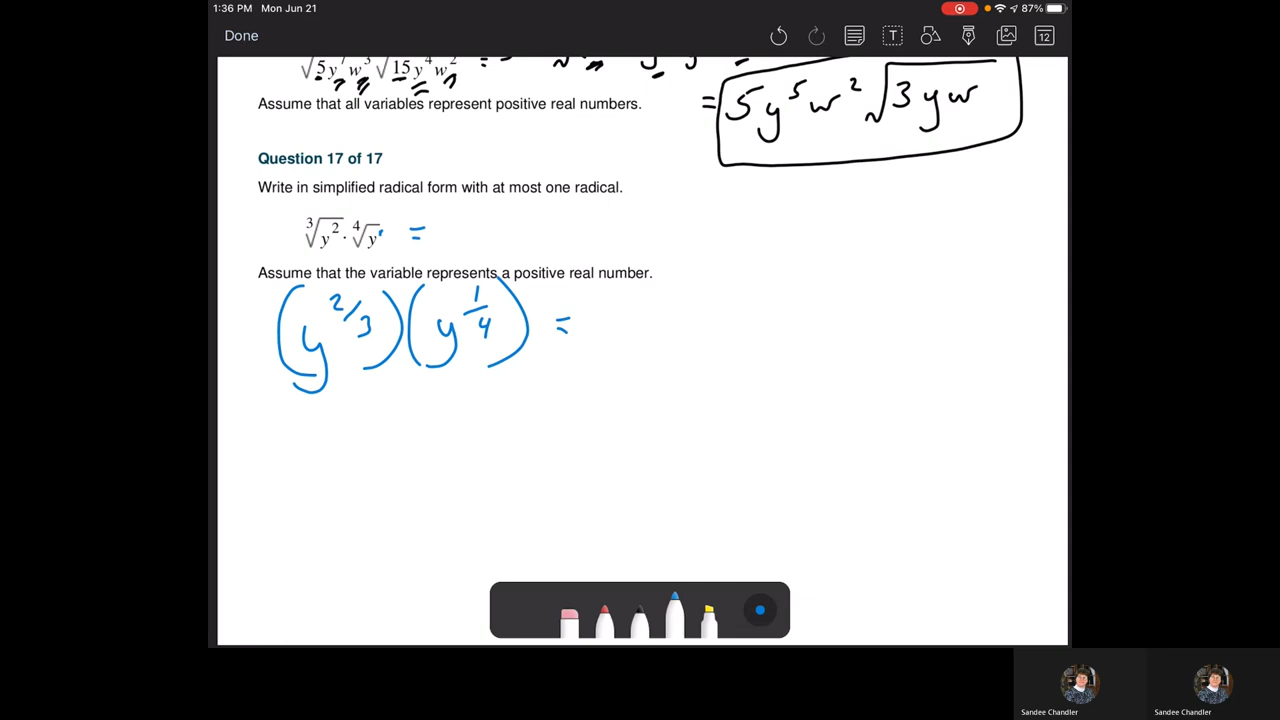 1:36 PM Mon Jun 21 87%
Done T 12
√5y⁷w³ √15y⁴w² =
Assume that all variables represent positive real numbers.
= 5y⁵w²√3yw
Question 17 of 17
Write in simplified radical form with at most one radical.
∛y² · ∜y =
Assume that the variable represents a positive real number.
(y^2/3)(y^1/4) =
Sandee Chandler Sandee Chandler